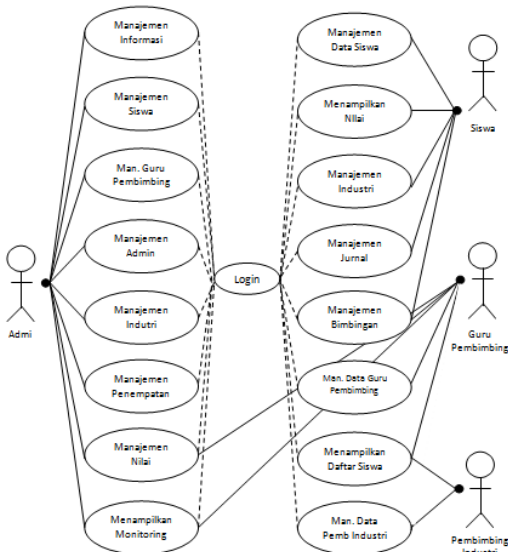 Manajemen
Informasi
Manajemen
Siswa
Man. Guru
Pembimbing
Manajemen
Admin
Manajemen
Indutri
Manajemen
Penempatan
Manajemen
Nilai
Menampilkan
Monitoring
Admi
Login
Manajemen
Data Siswa
Menampilkan
NIlai
Manajemen
Industri
Manajemen
Jurnal
Manajemen
Bimbingan
Man. Data Guru
Pembimbing
Menampilkan
Daftar Siswa
Man. Data
Pemb Industri
Siswa
Guru
Pembimbing
Pembimbing
Industri